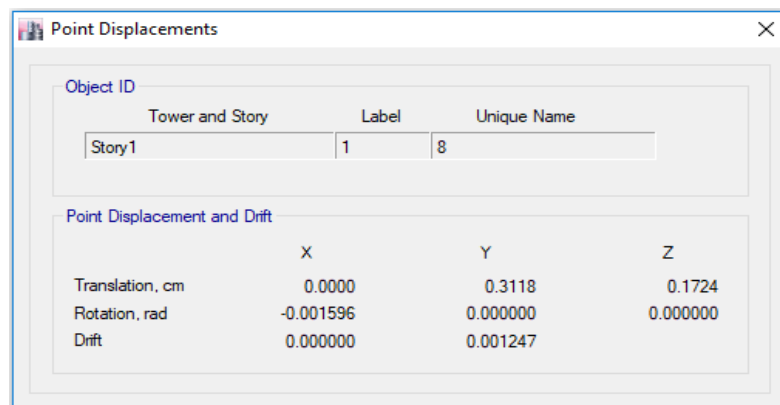 Point Displacements
Object ID
Tower and Story Label Unique Name
Story1 1 8
Point Displacement and Drift
X Y Z
Translation, cm 0.0000 0.3118 0.1724
Rotation, rad -0.001596 0.000000 0.000000
Drift 0.000000 0.001247